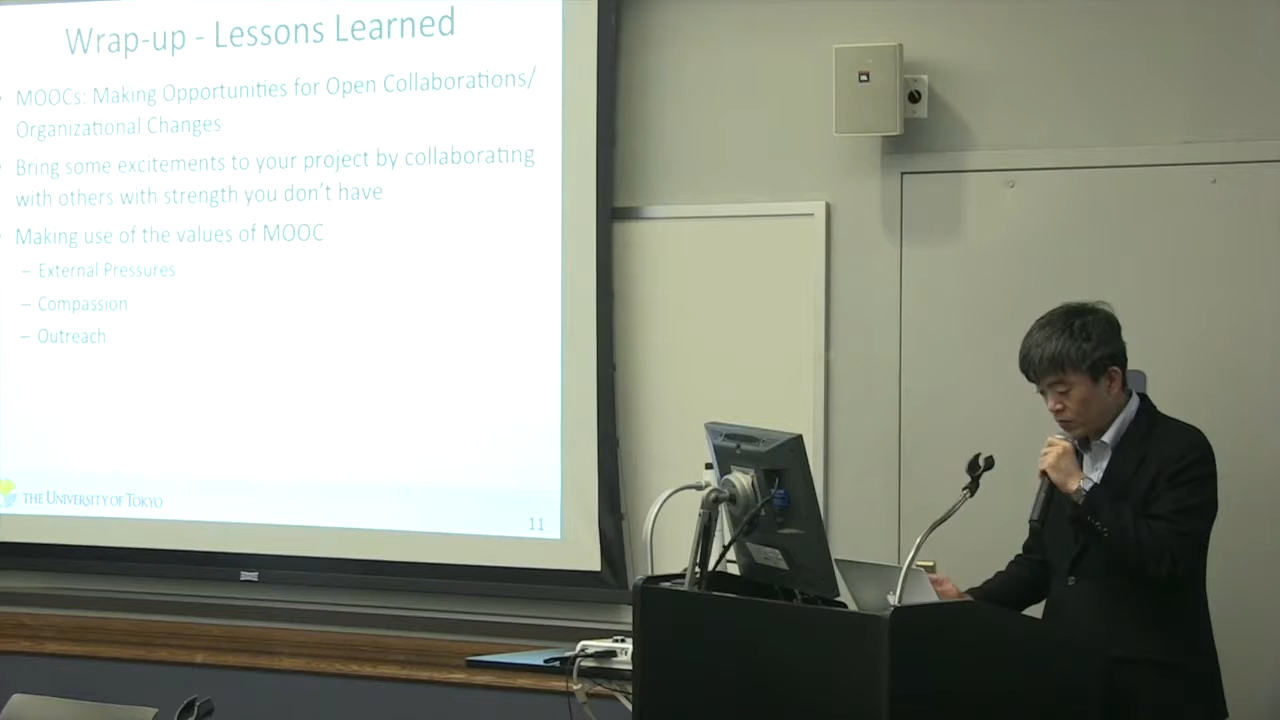 Wrap-up - Lessons Learned
MOOCs: Making Opportunities for Open Collaborations/
Organizational Changes
Bring some excitements to your project by collaborating
with others with strength you don't have
Making use of the values of MOOC
– External Pressures
– Compassion
– Outreach
THE UNIVERSITY OF TOKYO
11